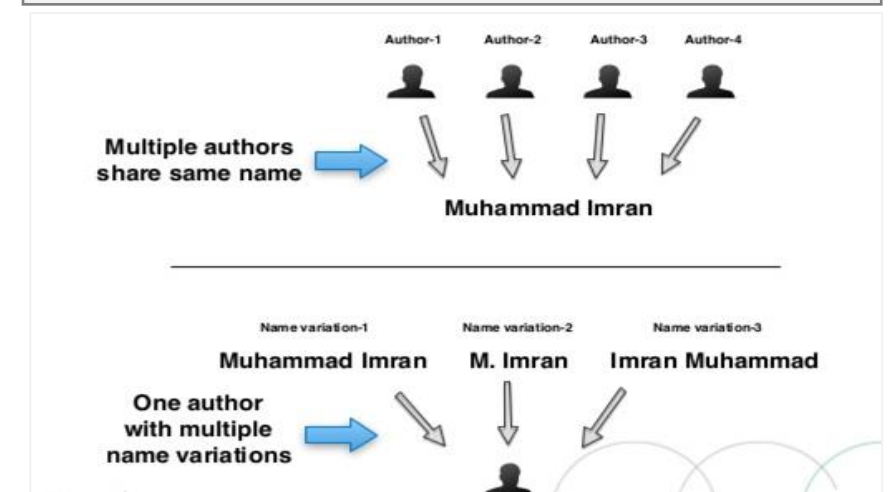 Author-1 Author-2 Author-3 Author-4
Multiple authors
share same name
Muhammad Imran
Name variation-1 Name variation-2 Name variation-3
Muhammad Imran M. Imran Imran Muhammad
One author
with multiple
name variations